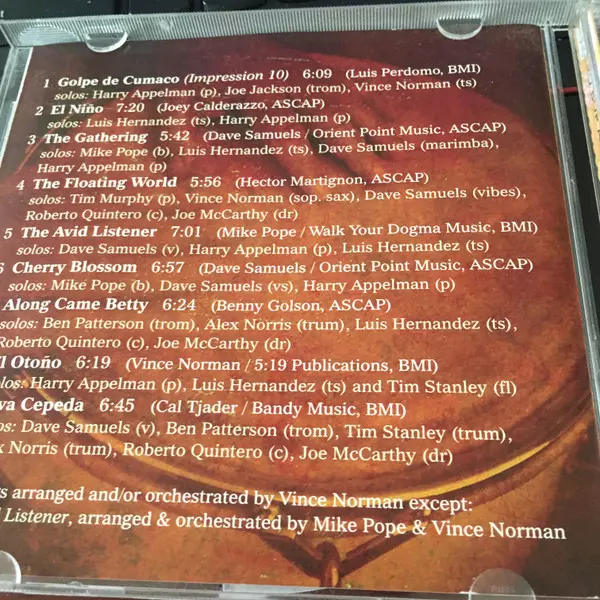 1 Golpe de Cumaco (Impression 10) 6:09 (Luis Perdomo, BMI)
solos: Harry Appelman (p), Joe Jackson (trom), Vince Norman (ts)
2 El Niño 7:20 (Joey Calderazzo, ASCAP)
solos: Luis Hernandez (ts), Harry Appelman (p)
3 The Gathering 5:42 (Dave Samuels / Orient Point Music, ASCAP)
solos: Mike Pope (b), Luis Hernandez (ts), Dave Samuels (marimba),
Harry Appelman (p)
4 The Floating World 5:56 (Hector Martignon, ASCAP)
solos: Tim Murphy (p), Vince Norman (sop. sax), Dave Samuels (vibes),
Roberto Quintero (c), Joe McCarthy (dr)
5 The Avid Listener 7:01 (Mike Pope / Walk Your Dogma Music, BMI)
solos: Dave Samuels (v), Harry Appelman (p), Luis Hernandez (ts)
6 Cherry Blossom 6:57 (Dave Samuels / Orient Point Music, ASCAP)
solos: Mike Pope (b), Dave Samuels (vs), Harry Appelman (p)
Along Came Betty 6:24 (Benny Golson, ASCAP)
solos: Ben Patterson (trom), Alex Norris (trum), Luis Hernandez (ts),
Roberto Quintero (c), Joe McCarthy (dr)
l Otoño 6:19 (Vince Norman / 5:19 Publications, BMI)
olos: Harry Appelman (p), Luis Hernandez (ts) and Tim Stanley (fl)
va Cepeda 6:45 (Cal Tjader / Bandy Music, BMI)
os: Dave Samuels (v), Ben Patterson (trom), Tim Stanley (trum),
x Norris (trum), Roberto Quintero (c), Joe McCarthy (dr)
s arranged and/or orchestrated by Vince Norman except:
Listener, arranged & orchestrated by Mike Pope & Vince Norman